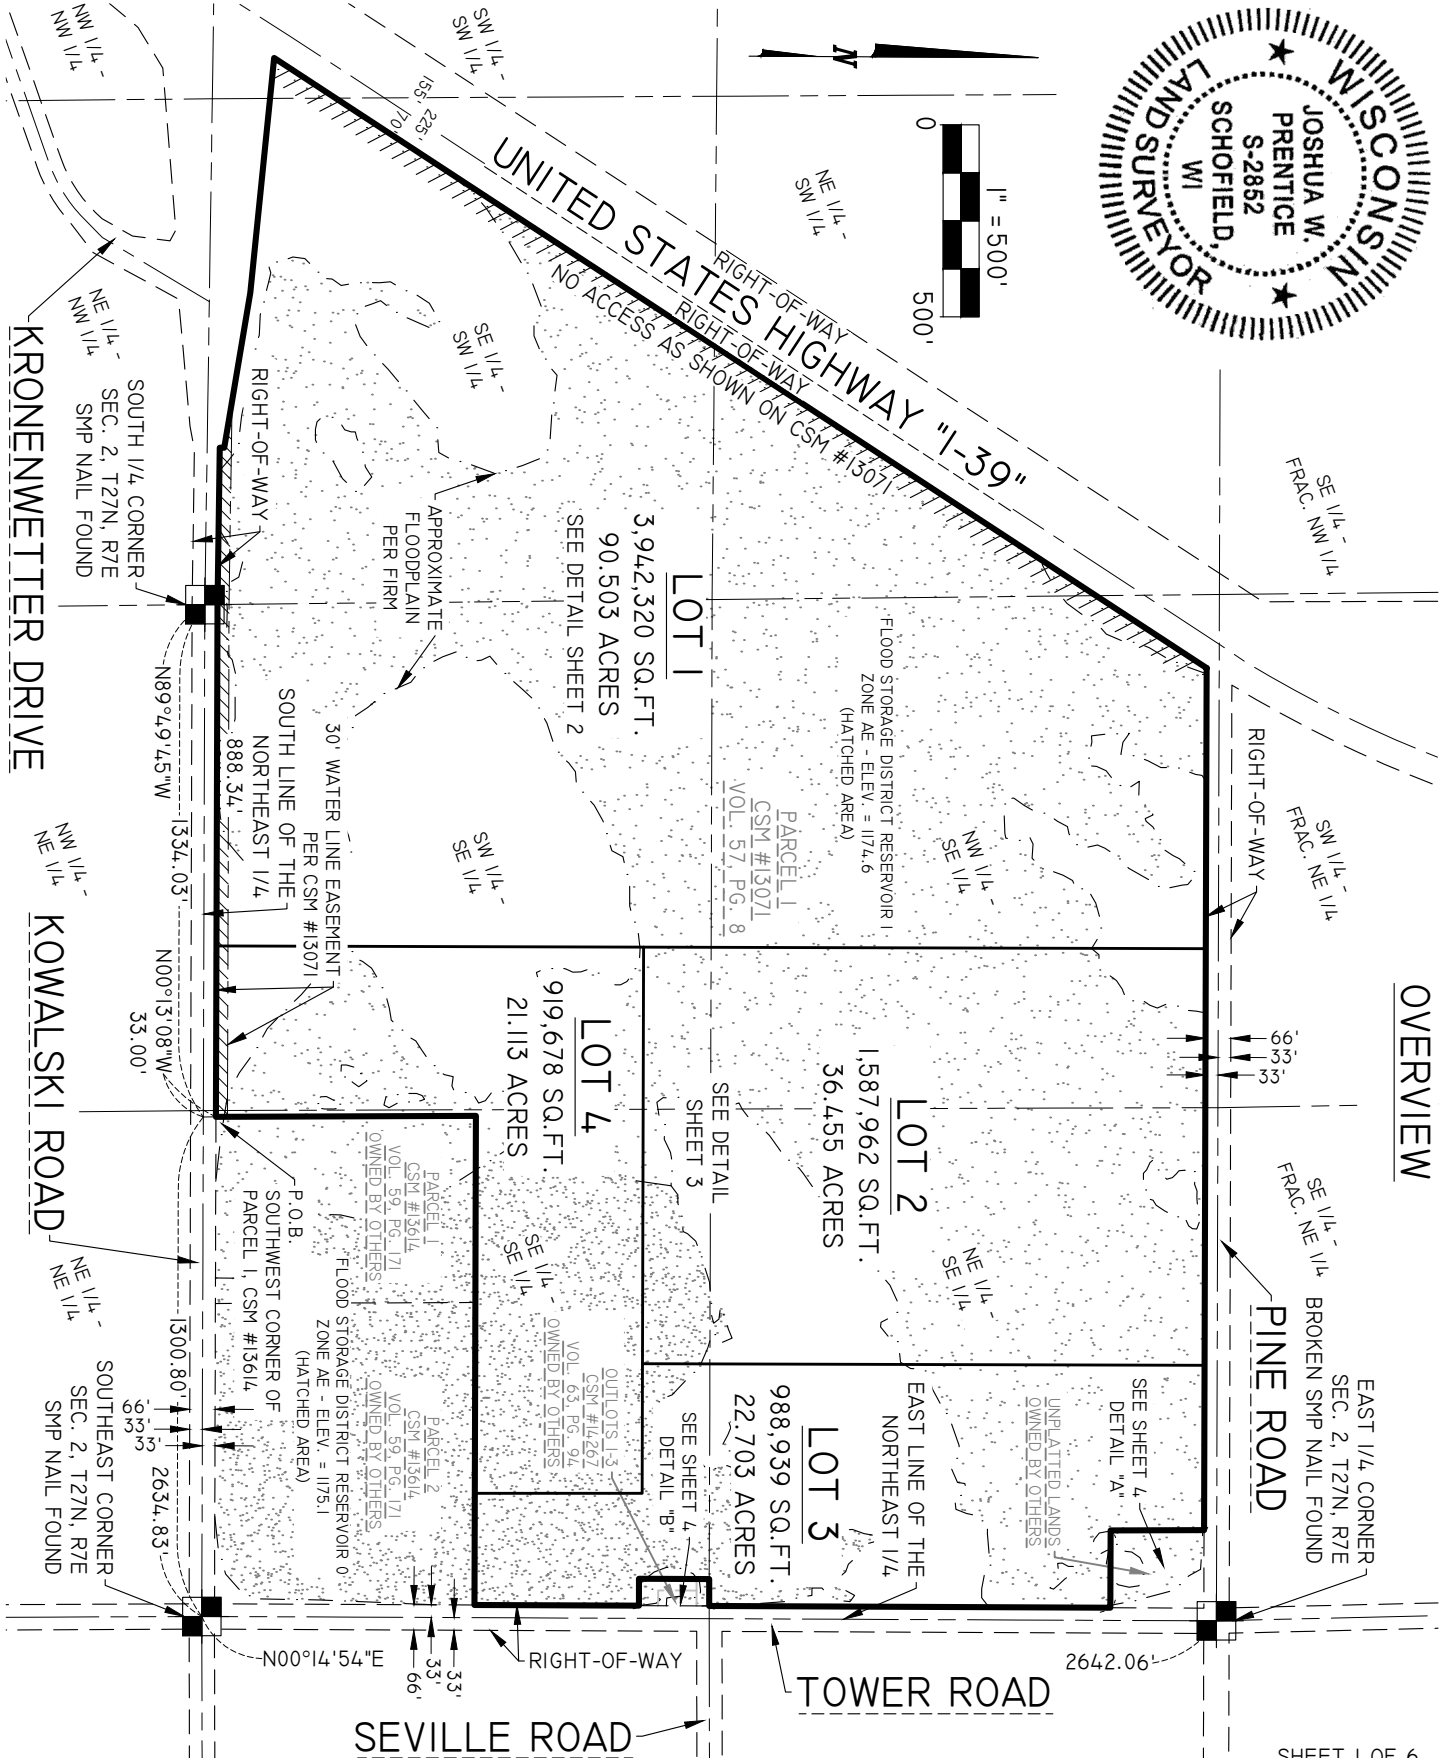 WISCONSIN
JOSHUA W.
PRENTICE
S-2852
SCHOFIELD,
WI
LAND SURVEYOR
OVERVIEW
N
1" = 500'
0
500'
SW 1/4 -
SW 1/4
NW 1/4 -
NW 1/4
NE 1/4 -
SW 1/4
SE 1/4 -
FRAC. NW 1/4
SW 1/4 -
FRAC. NE 1/4
SE 1/4 -
FRAC. NE 1/4
EAST 1/4 CORNER
SEC. 2, T27N, R7E
BROKEN SMP NAIL FOUND
PINE ROAD
RIGHT-OF-WAY
66'
33'
33'
155'
225'
70'
UNITED STATES HIGHWAY "I-39"
RIGHT-OF-WAY
RIGHT-OF-WAY
NO ACCESS AS SHOWN ON CSM #13071
SE 1/4 -
SW 1/4
LOT 1
3,942,320 SQ.FT.
90.503 ACRES
SEE DETAIL SHEET 2
APPROXIMATE
FLOODPLAIN
PER FIRM
FLOOD STORAGE DISTRICT RESERVOIR 1
ZONE AE - ELEV. = 1174.6
(HATCHED AREA)
PARCEL 1
CSM #13071
VOL. 57, PG. 8
NW 1/4 -
SE 1/4
SW 1/4 -
SE 1/4
LOT 2
1,587,962 SQ.FT.
36.455 ACRES
SEE DETAIL
SHEET 3
NE 1/4 -
SE 1/4
LOT 4
919,678 SQ.FT.
21.113 ACRES
SE 1/4 -
SE 1/4
LOT 3
988,939 SQ.FT.
22.703 ACRES
EAST LINE OF THE
NORTHEAST 1/4
SEE SHEET 4
DETAIL "A"
UNPLATTED LANDS
OWNED BY OTHERS
SEE SHEET 4
DETAIL "B"
OUTLOTS 1-3
CSM #14267
VOL. 63, PG. 94
OWNED BY OTHERS
PARCEL 1
CSM #13614
VOL. 59, PG. 171
OWNED BY OTHERS
PARCEL 2
CSM #13614
VOL. 59, PG. 171
OWNED BY OTHERS
FLOOD STORAGE DISTRICT RESERVOIR 0
ZONE AE - ELEV. = 1175.1
(HATCHED AREA)
P.O.B.
SOUTHWEST CORNER OF
PARCEL 1, CSM #13614
30' WATER LINE EASEMENT
PER CSM #13071
SOUTH LINE OF THE
NORTHEAST 1/4
888.34'
RIGHT-OF-WAY
SOUTH 1/4 CORNER
SEC. 2, T27N, R7E
SMP NAIL FOUND
NE 1/4 -
NW 1/4
KRONENWETTER DRIVE
N89°49'45"W
1334.03'
N00°13'08"W
33.00'
NW 1/4 -
NE 1/4
KOWALSKI ROAD
NE 1/4 -
NE 1/4
1300.80'
2634.83'
66'
33'
33'
SOUTHEAST CORNER
SEC. 2, T27N, R7E
SMP NAIL FOUND
N00°14'54"E
33'
33'
66'
RIGHT-OF-WAY
2642.06'
TOWER ROAD
SEVILLE ROAD
SHEET 1 OF 6